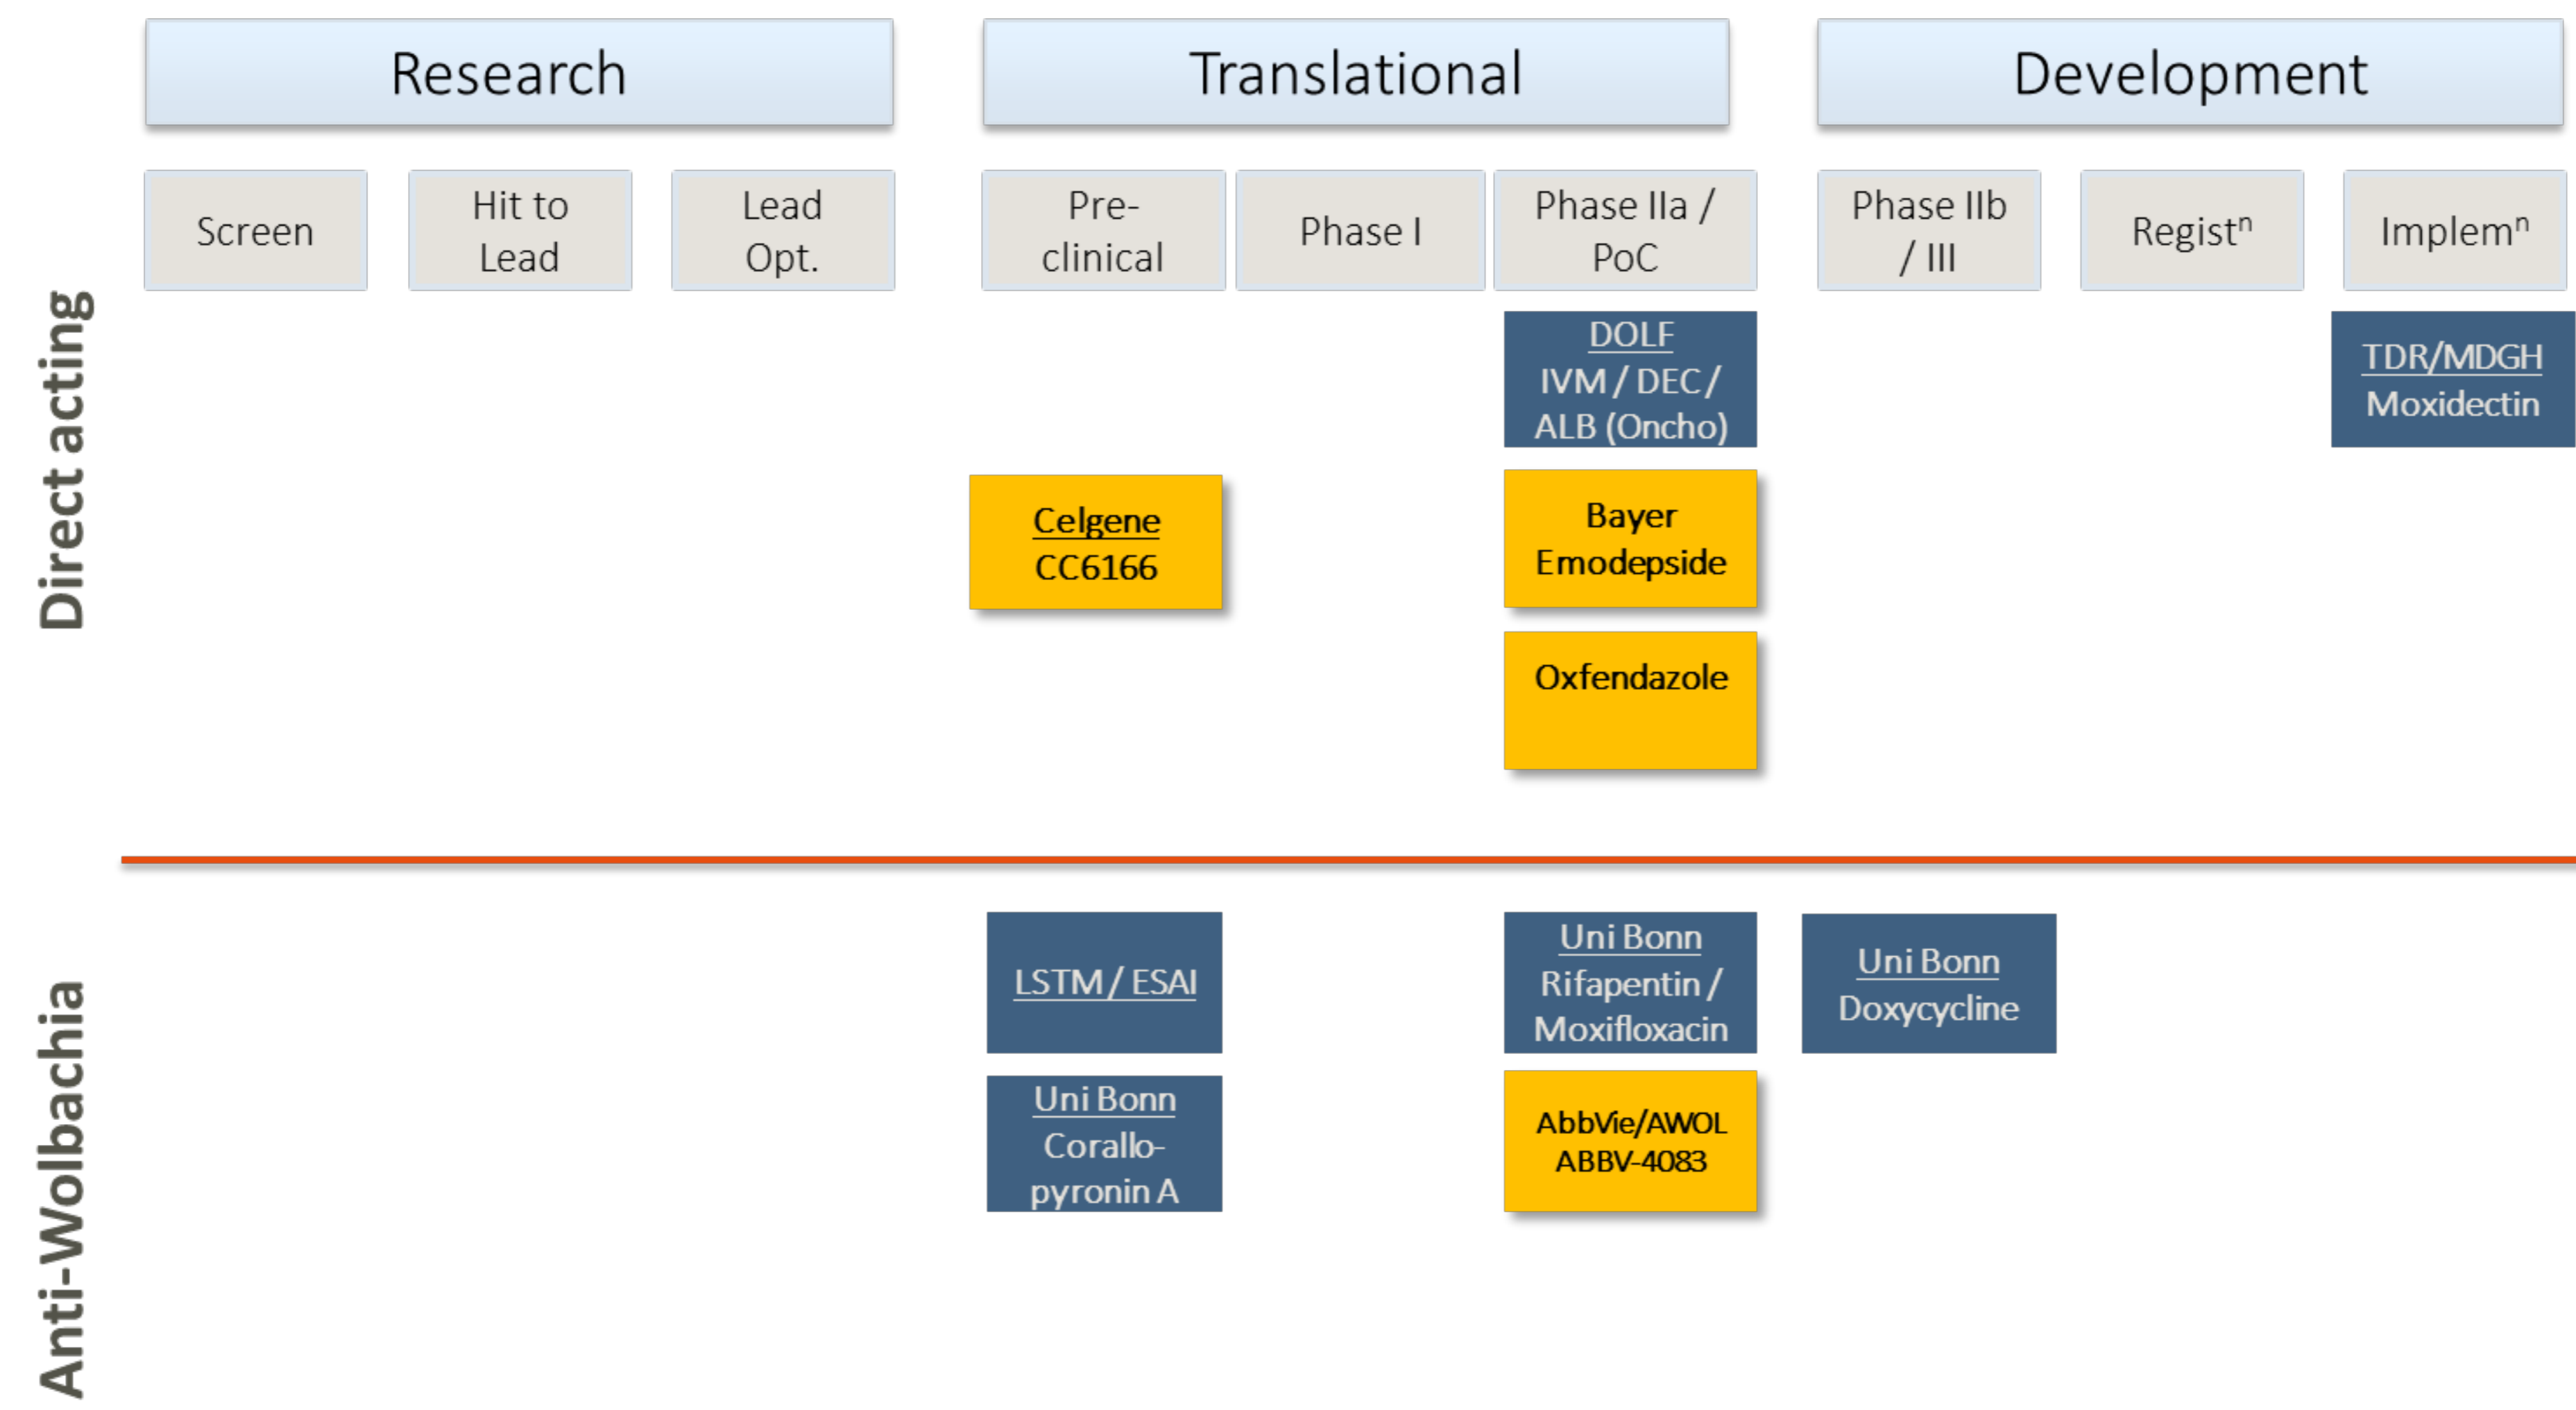 Research
Translational
Development
Screen
Hit to
Lead
Lead
Opt.
Pre-
clinical
Phase I
Phase IIa /
PoC
Phase IIb
/ III
Registⁿ
Implemⁿ
Direct acting
DOLF
IVM / DEC /
ALB (Oncho)
TDR/MDGH
Moxidectin
Celgene
CC6166
Bayer
Emodepside
Oxfendazole
Anti-Wolbachia
LSTM / ESAI
Uni Bonn
Rifapentin /
Moxifloxacin
Uni Bonn
Doxycycline
Uni Bonn
Corallo-
pyronin A
AbbVie/AWOL
ABBV-4083